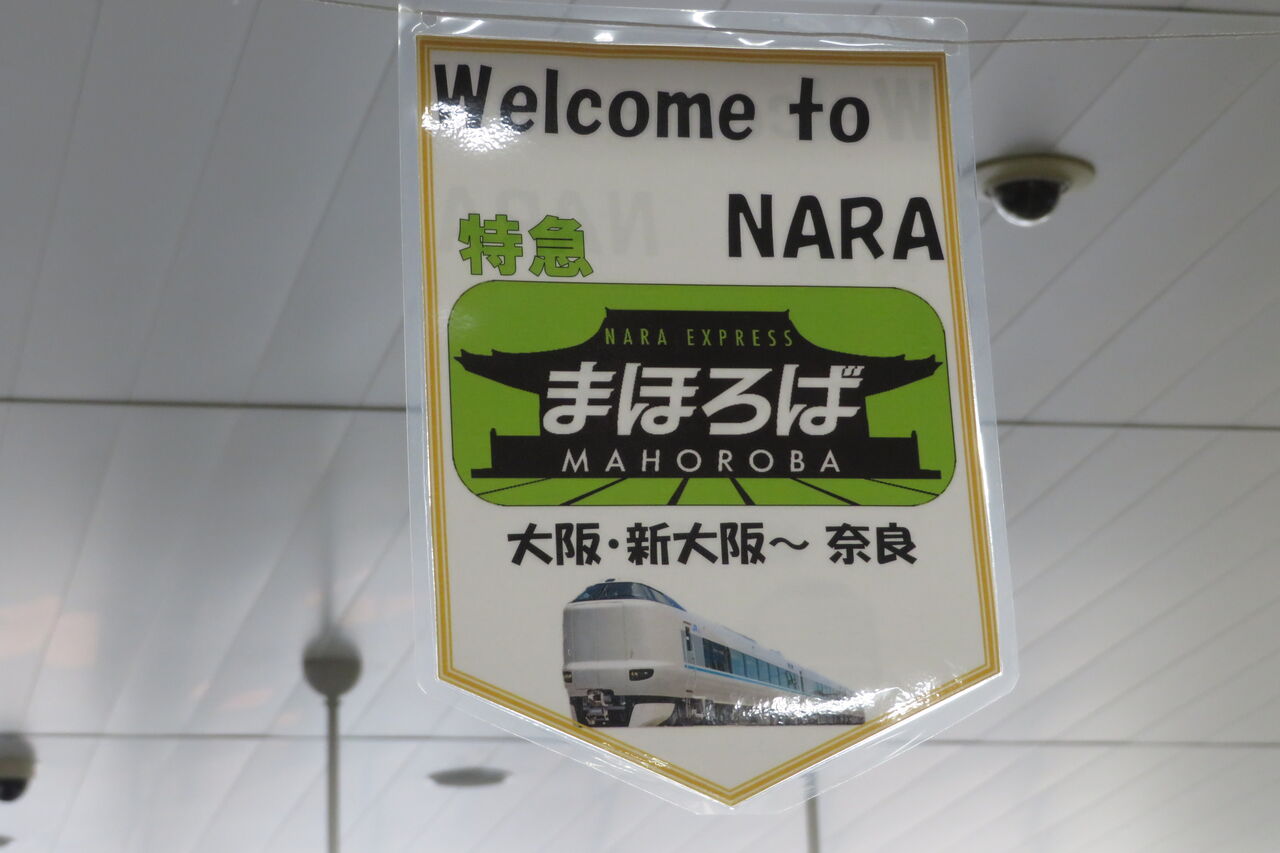 Welcome to
NARA
特急
NARA EXPRESS
まほろば
MAHOROBA
大阪・新大阪～奈良